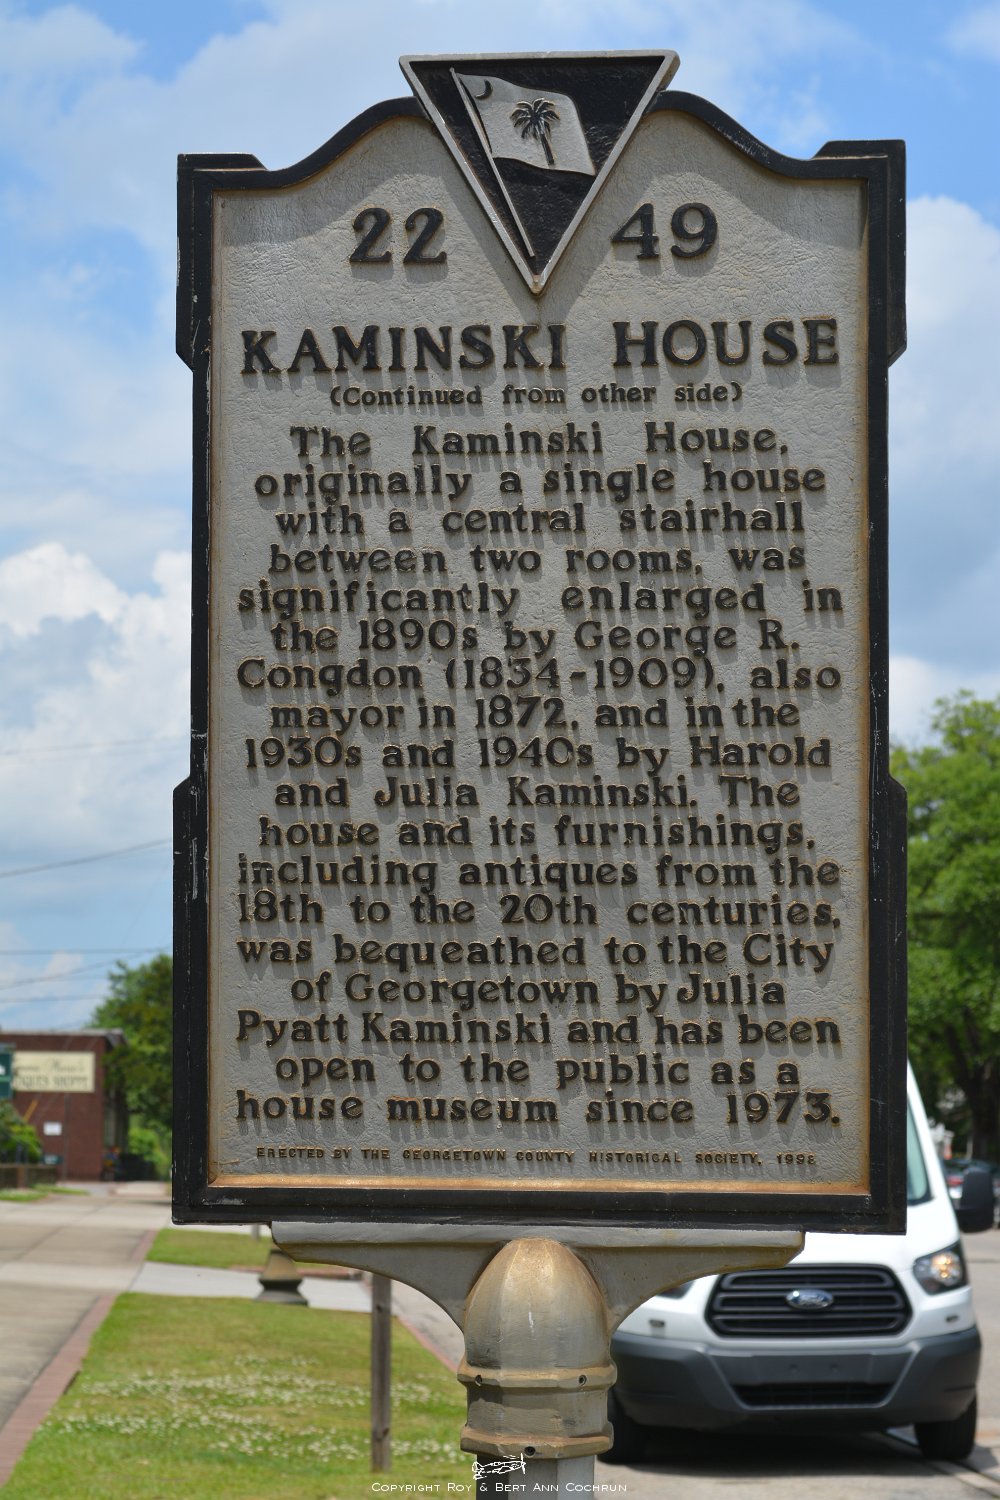 22 49
KAMINSKI HOUSE
(Continued from other side)
The Kaminski House,
originally a single house
with a central stairhall
between two rooms, was
significantly enlarged in
the 1890s by George R.
Congdon (1834-1909), also
mayor in 1872, and in the
1930s and 1940s by Harold
and Julia Kaminski. The
house and its furnishings,
including antiques from the
18th to the 20th centuries,
was bequeathed to the City
of Georgetown by Julia
Pyatt Kaminski and has been
open to the public as a
house museum since 1973.
ERECTED BY THE GEORGETOWN COUNTY HISTORICAL SOCIETY, 1998
Ford
COPYRIGHT ROY & BERT ANN COCHRUN